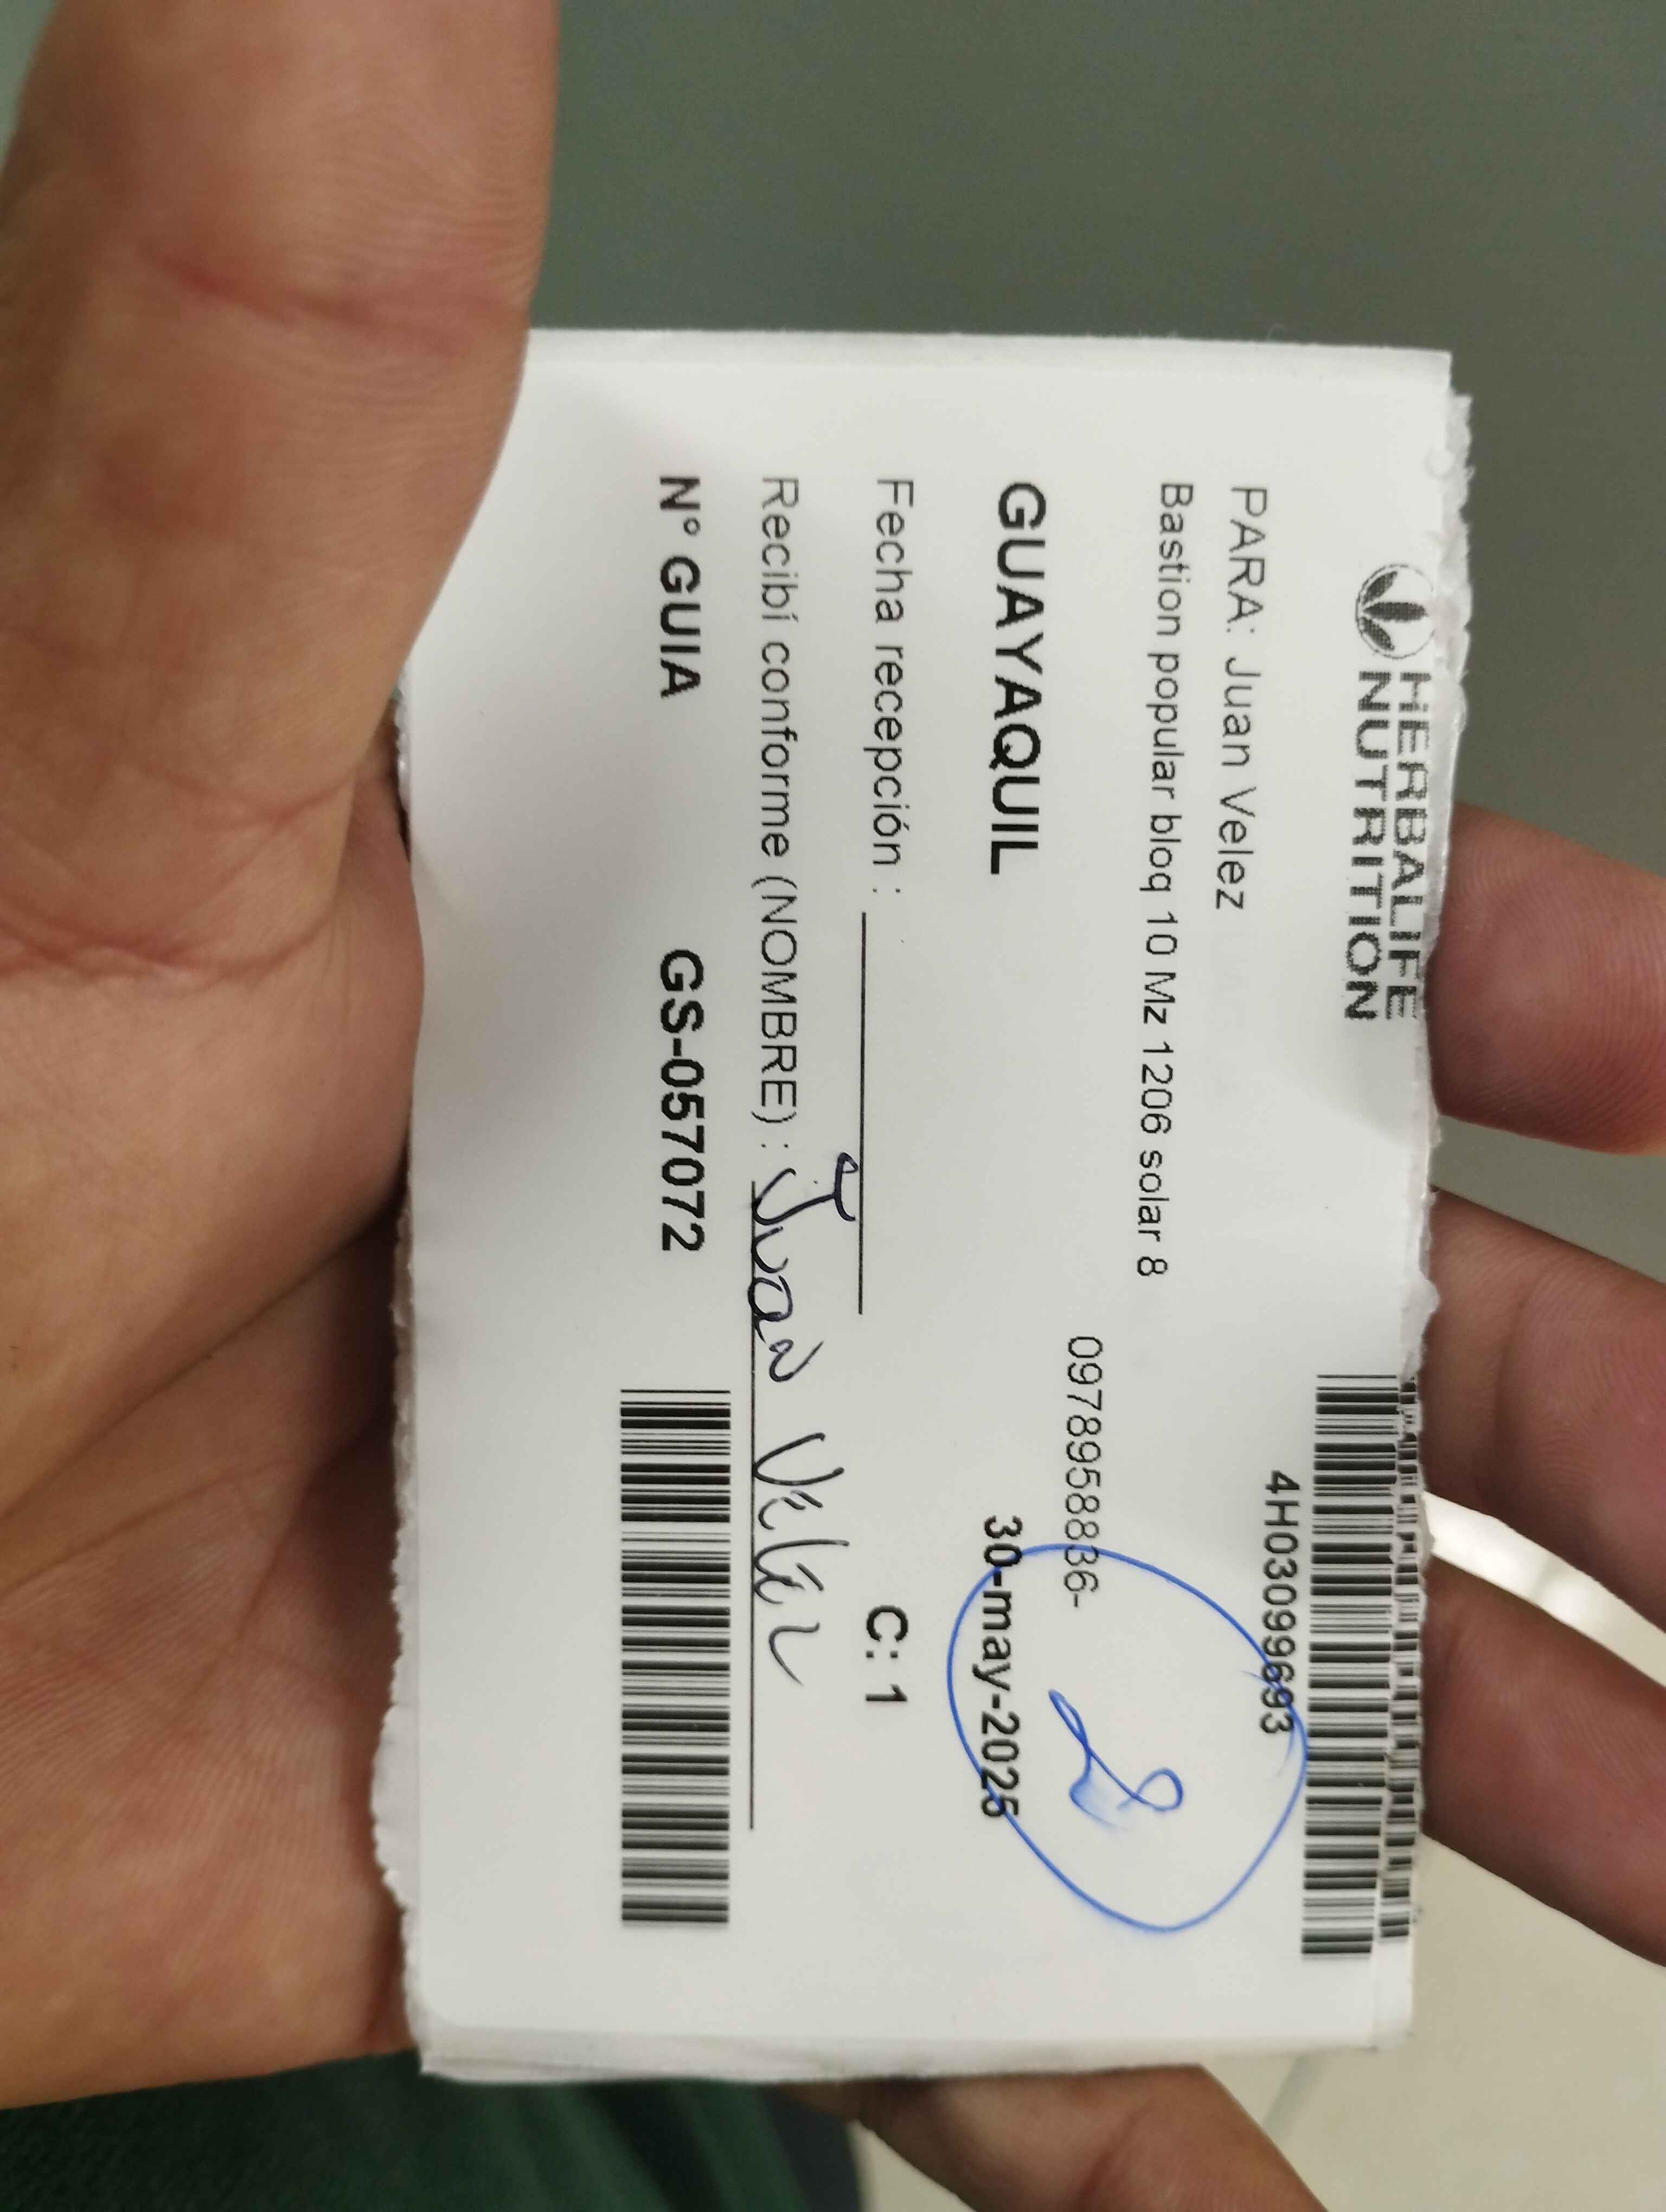 HERBALIFE
NUTRITION
4H03099693
PARA: Juan Velez
Bastion popular bloq 10 Mz 1206 solar 8
0978958836-
GUAYAQUIL 30-may-2025
Fecha recepción :
C: 1
Recibí conforme (NOMBRE) : Juan Velez
N° GUIA GS-057072